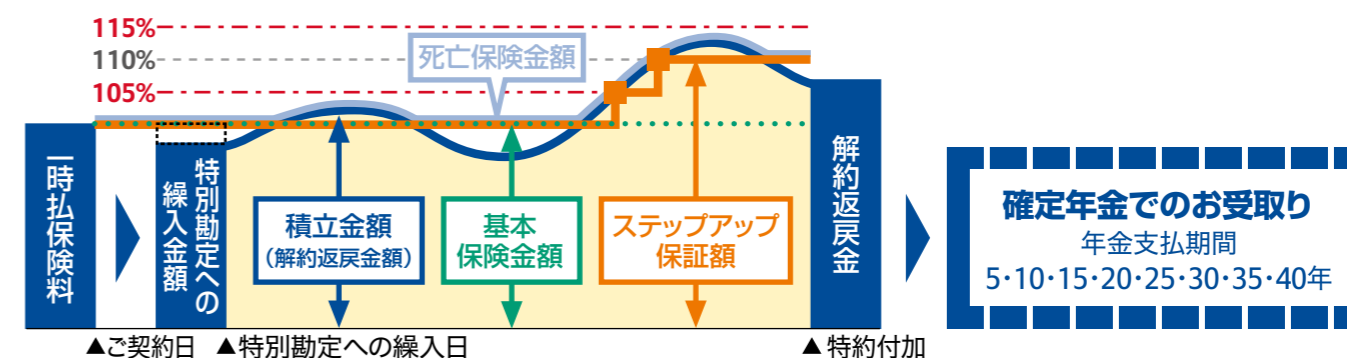 115%
110%
105%
死亡保険金額
一時払保険料
特別勘定への
繰入金額
積立金額
（解約返戻金額）
基本
保険金額
ステップアップ
保証額
解約返戻金
確定年金でのお受取り
年金支払期間
5・10・15・20・25・30・35・40年
▲ご契約日
▲特別勘定への繰入日
▲特約付加